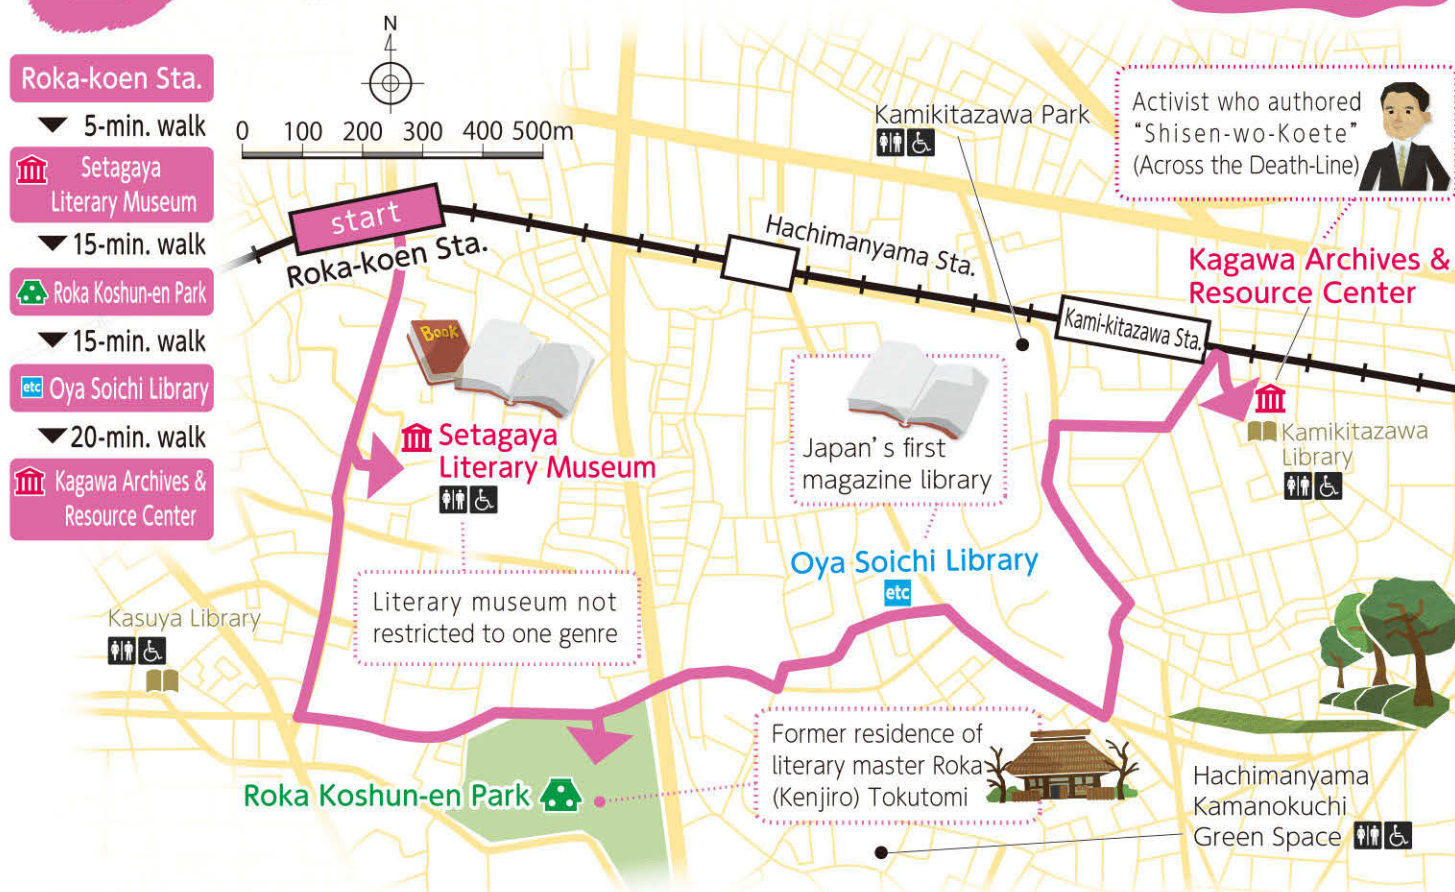 Roka-koen Sta.
5-min. walk
Setagaya
Literary Museum
15-min. walk
Roka Koshun-en Park
15-min. walk
etc Oya Soichi Library
20-min. walk
Kagawa Archives &
Resource Center
N
0 100 200 300 400 500m
start
Roka-koen Sta.
Hachimanyama Sta.
Kami-kitazawa Sta.
Kamikitazawa Park
Activist who authored
“Shisen-wo-Koete”
(Across the Death-Line)
Kagawa Archives &
Resource Center
Kamikitazawa
Library
BOOK
Setagaya
Literary Museum
Literary museum not
restricted to one genre
Japan's first
magazine library
Oya Soichi Library
etc
Kasuya Library
Roka Koshun-en Park
Former residence of
literary master Roka
(Kenjiro) Tokutomi
Hachimanyama
Kamanokuchi
Green Space